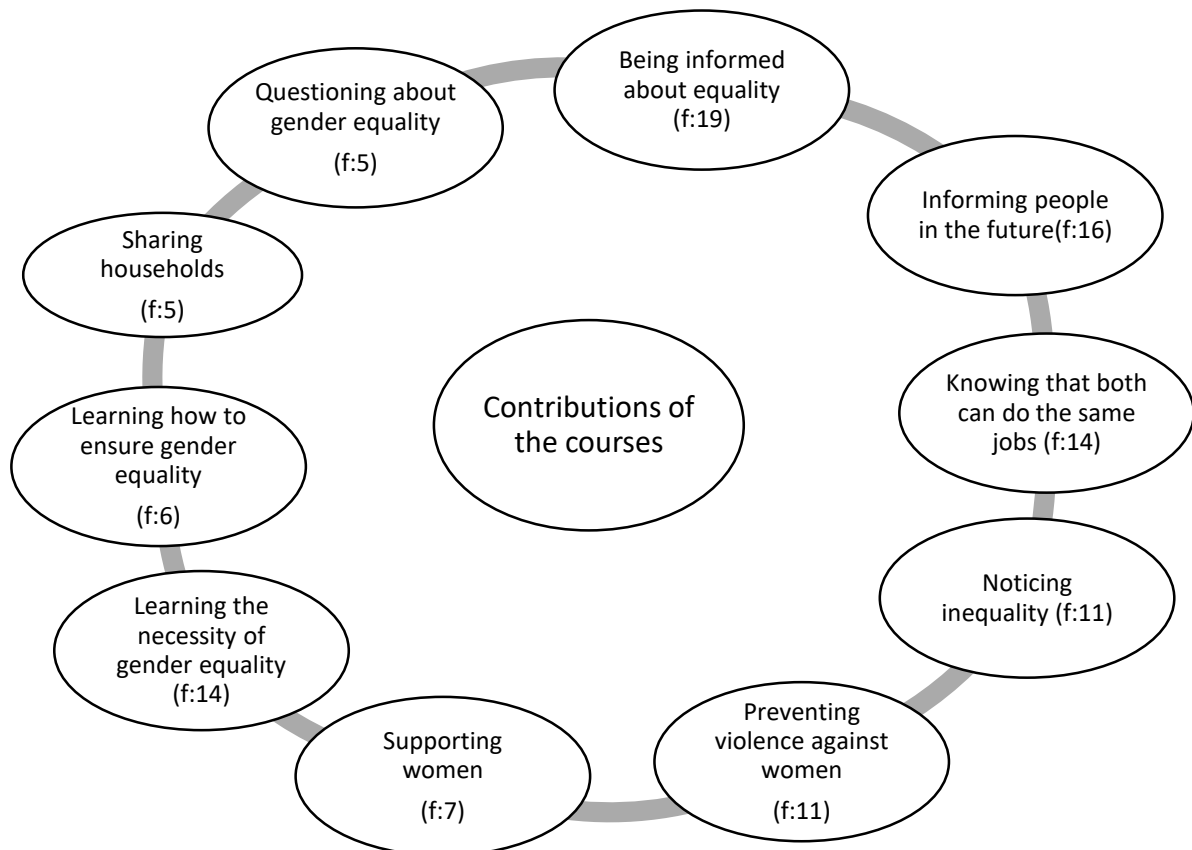 Being informed
about equality
(f:19)
Informing people
in the future(f:16)
Knowing that both
can do the same
jobs (f:14)
Noticing
inequality (f:11)
Preventing
violence against
women
(f:11)
Supporting
women
(f:7)
Learning the
necessity of
gender equality
(f:14)
Learning how to
ensure gender
equality
(f:6)
Sharing
households
(f:5)
Questioning about
gender equality
(f:5)
Contributions of
the courses